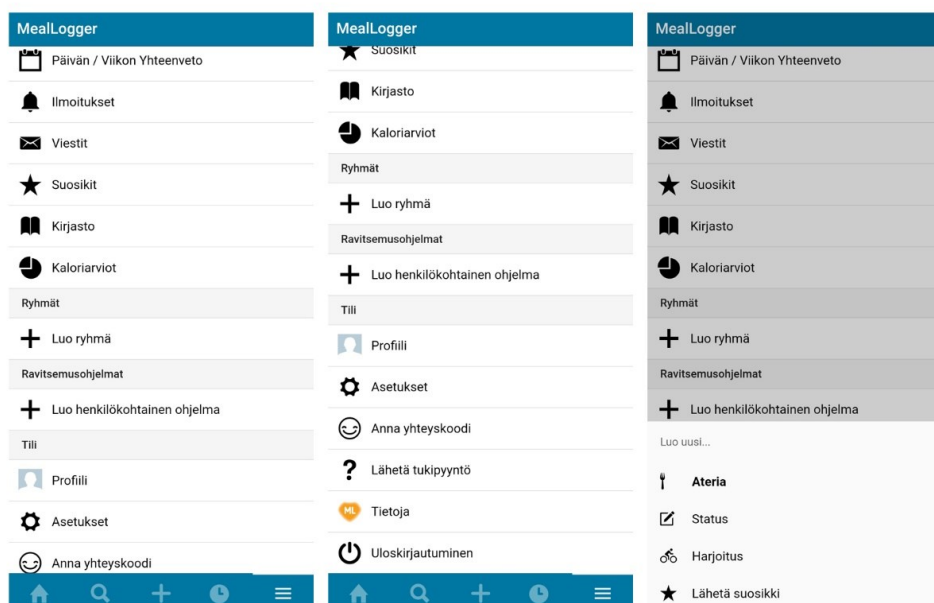 MealLogger
Päivän / Viikon Yhteenveto
Ilmoitukset
Viestit
Suosikit
Kirjasto
Kaloriarviot
Ryhmät
Luo ryhmä
Ravitsemusohjelmat
Luo henkilökohtainen ohjelma
Tili
Profiili
Asetukset
Anna yhteyskoodi
MealLogger
Suosikit
Kirjasto
Kaloriarviot
Ryhmät
Luo ryhmä
Ravitsemusohjelmat
Luo henkilökohtainen ohjelma
Tili
Profiili
Asetukset
Anna yhteyskoodi
Lähetä tukipyyntö
ML
Tietoja
Uloskirjautuminen
MealLogger
Päivän / Viikon Yhteenveto
Ilmoitukset
Viestit
Suosikit
Kirjasto
Kaloriarviot
Ryhmät
Luo ryhmä
Ravitsemusohjelmat
Luo henkilökohtainen ohjelma
Luo uusi...
Ateria
Status
Harjoitus
Lähetä suosikki